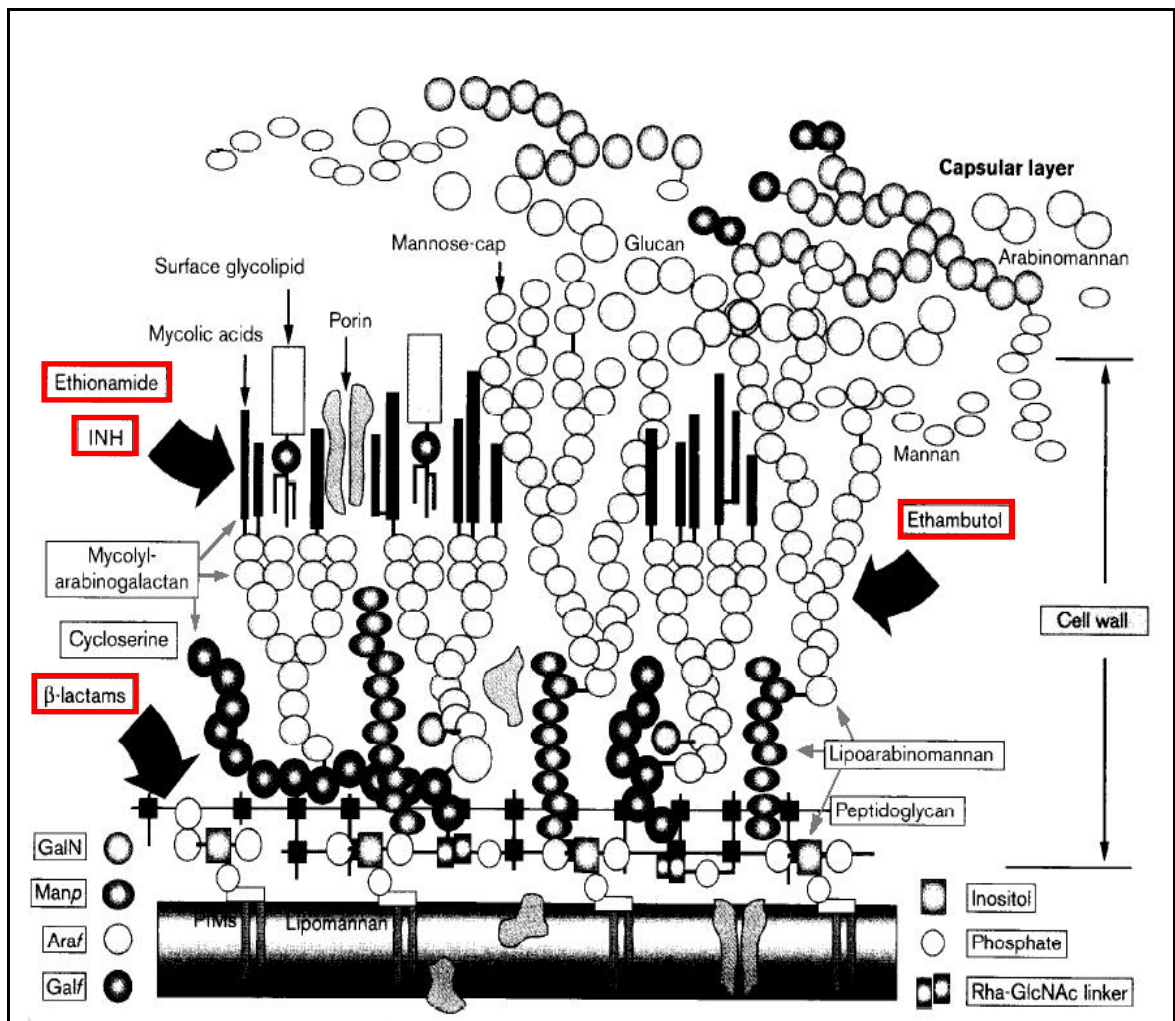 Capsular layer
Mannose-cap
Glucan
Arabinomannan
Surface glycolipid
Mycolic acids
Porin
Ethionamide
INH
Mannan
Ethambutol
Mycolyl-
arabinogalactan
Cell wall
Cycloserine
β-lactams
Lipoarabinomannan
Peptidoglycan
GalN
Manp
Araf
Galf
PIMs
Lipomannan
Inositol
Phosphate
Rha-GlcNAc linker